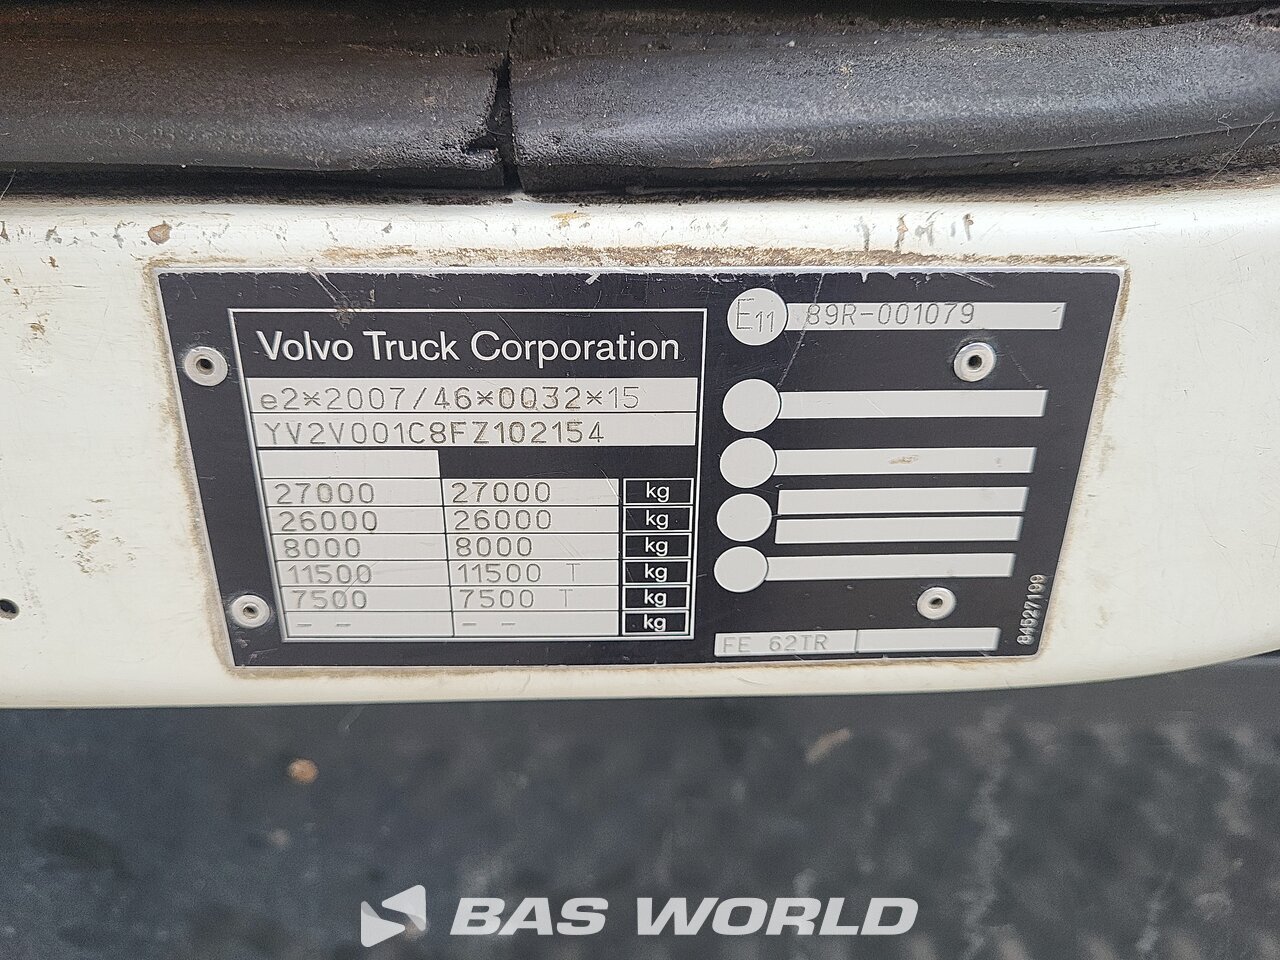 Volvo Truck Corporation
e2*2007/46*0032*15
YV2V001C8FZ102154
27000 27000 kg
26000 26000 kg
8000 8000 kg
11500 11500 T kg
7500 7500 T kg
- - - - kg
E11 89R-001079
FE 62TR
84527199
BAS WORLD